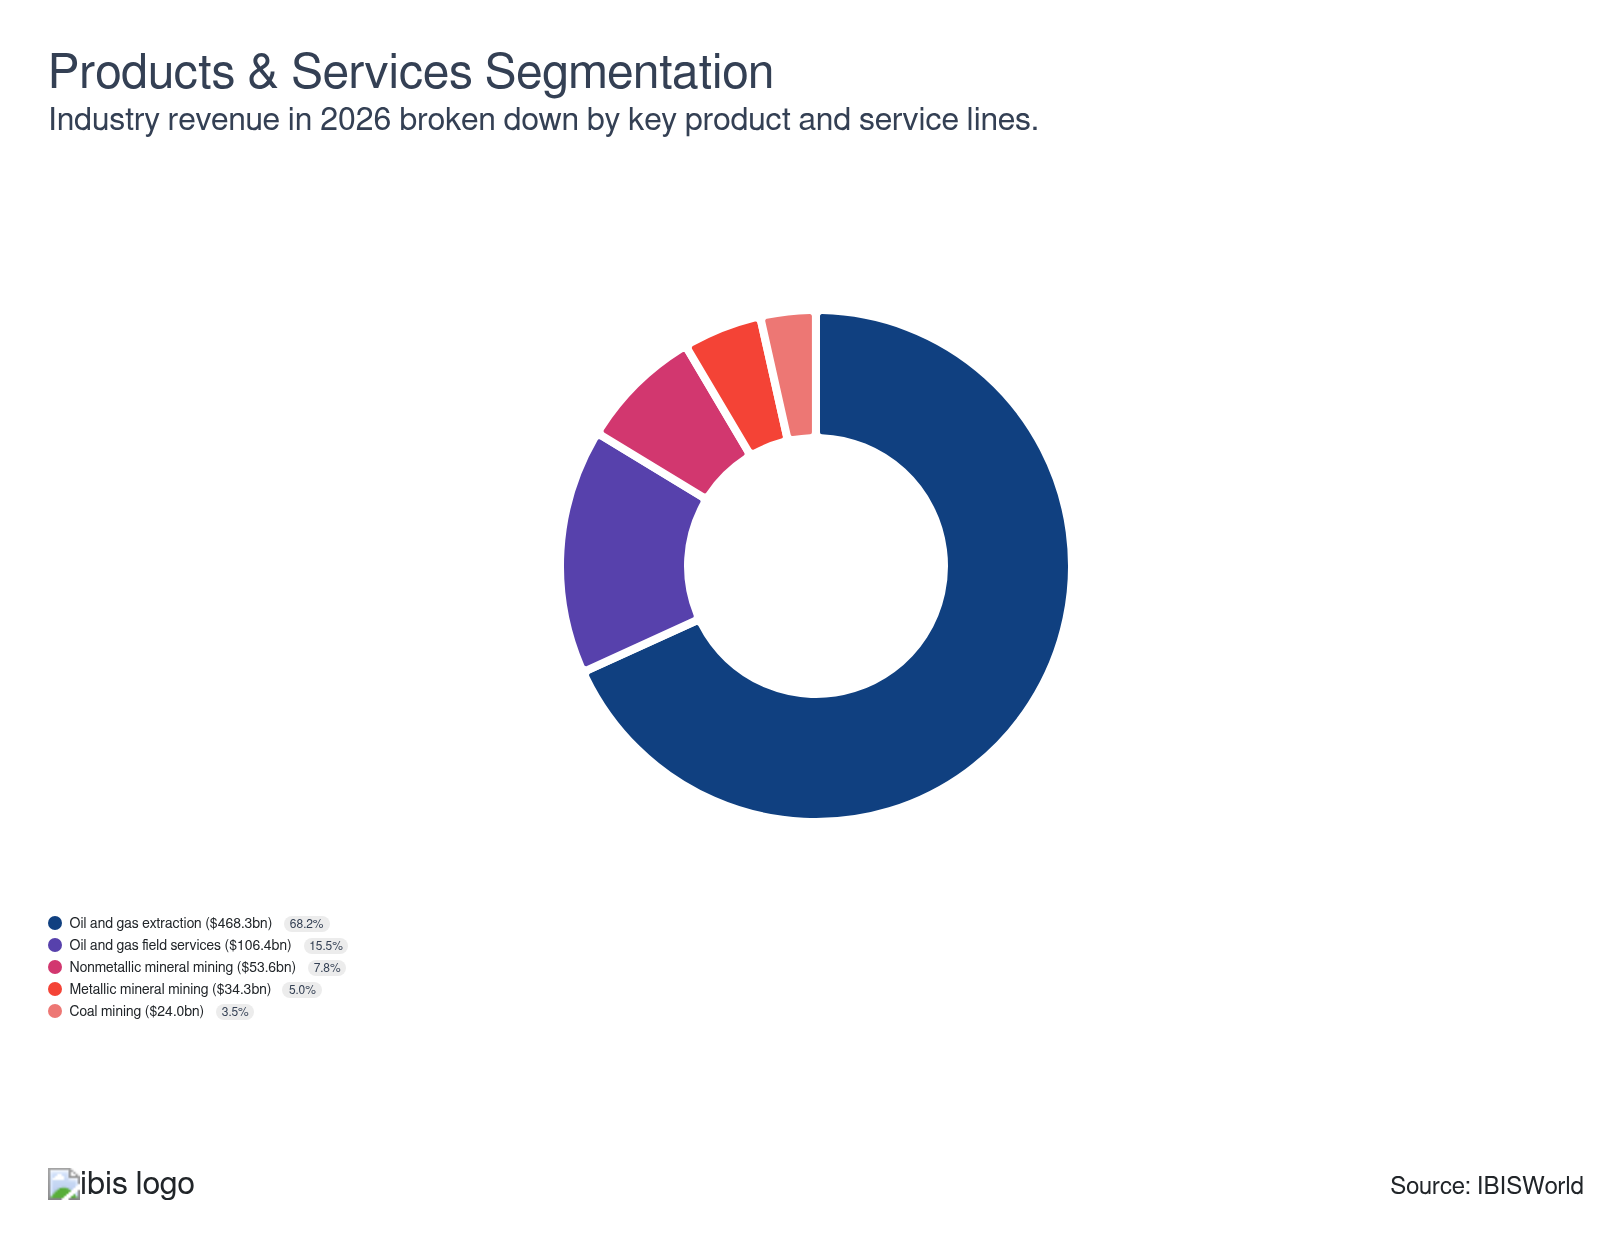 Products & Services Segmentation
Industry revenue in 2026 broken down by key product and service lines.
Oil and gas extraction ($468.3bn) 68.2%
Oil and gas field services ($106.4bn) 15.5%
Nonmetallic mineral mining ($53.6bn) 7.8%
Metallic mineral mining ($34.3bn) 5.0%
Coal mining ($24.0bn) 3.5%
ibis logo
Source: IBISWorld